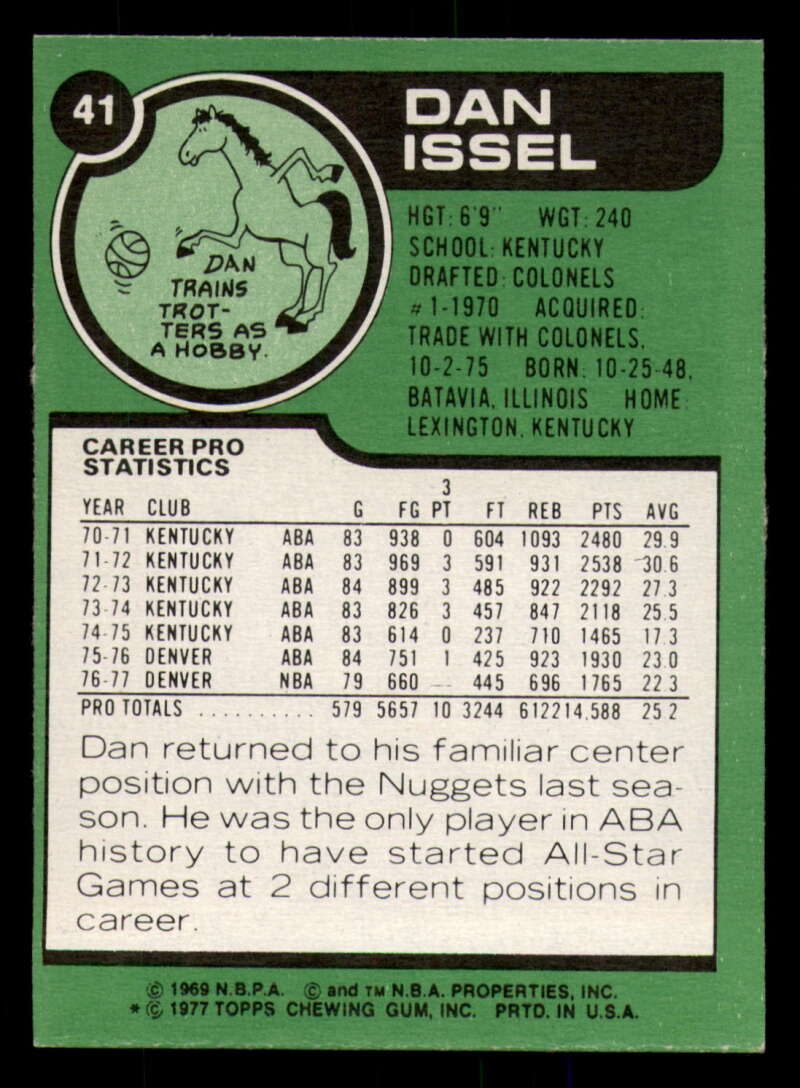 41
DAN
ISSEL
HGT: 6'9" WGT: 240
SCHOOL: KENTUCKY
DRAFTED: COLONELS
#1-1970 ACQUIRED:
TRADE WITH COLONELS,
10-2-75 BORN: 10-25-48,
BATAVIA, ILLINOIS HOME:
LEXINGTON, KENTUCKY
DAN
TRAINS
TROT-
TERS AS
A HOBBY.
CAREER PRO
STATISTICS
YEAR CLUB G FG 3 PT FT REB PTS AVG
70-71 KENTUCKY ABA 83 938 0 604 1093 2480 29.9
71-72 KENTUCKY ABA 83 969 3 591 931 2538 30.6
72-73 KENTUCKY ABA 84 899 3 485 922 2292 27.3
73-74 KENTUCKY ABA 83 826 3 457 847 2118 25.5
74-75 KENTUCKY ABA 83 614 0 237 710 1465 17.3
75-76 DENVER ABA 84 751 1 425 923 1930 23.0
76-77 DENVER NBA 79 660 — 445 696 1765 22.3
PRO TOTALS ........... 579 5657 10 3244 6122 14,588 25.2
Dan returned to his familiar center
position with the Nuggets last sea-
son. He was the only player in ABA
history to have started All-Star
Games at 2 different positions in
career.
© 1969 N.B.P.A. © and TM N.B.A. PROPERTIES, INC.
*© 1977 TOPPS CHEWING GUM, INC. PRTD. IN U.S.A.